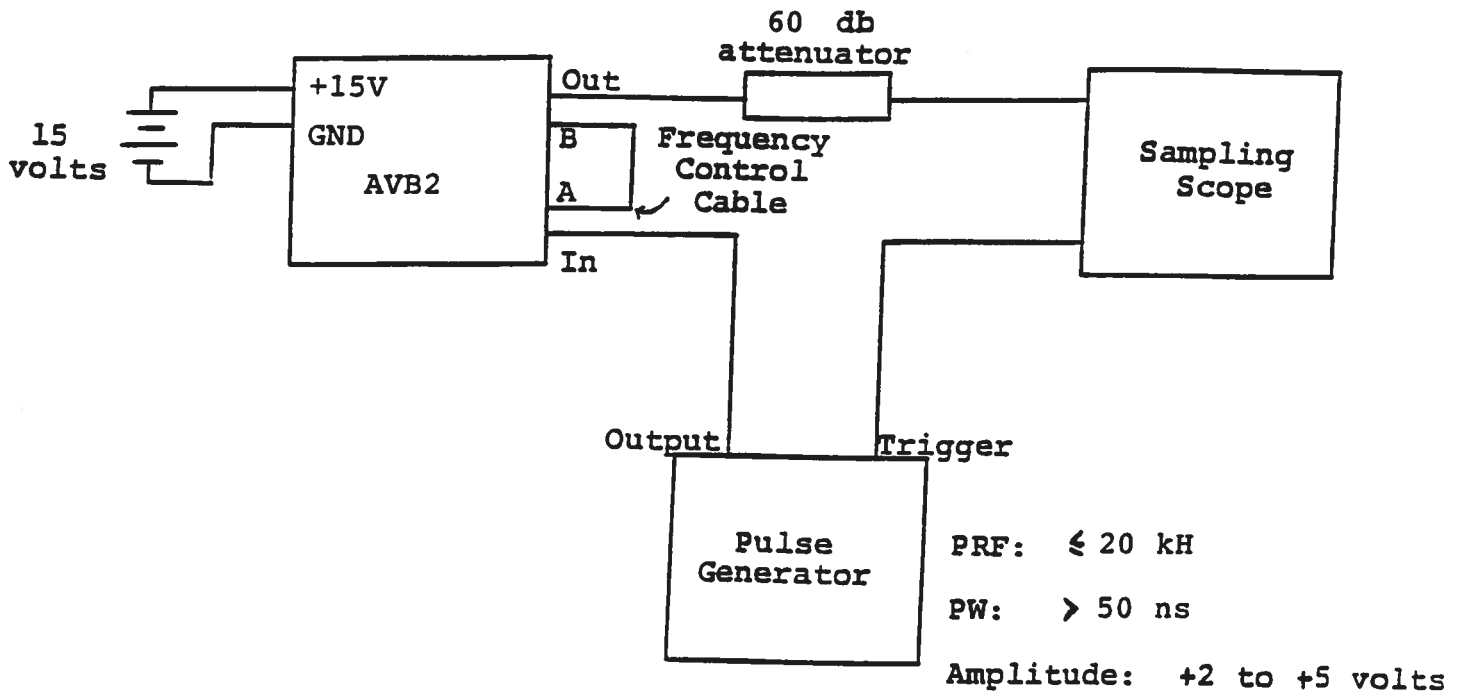 60 db
attenuator
+15V
Out
15
volts
GND
B
Frequency
Control
Cable
AVB2
A
In
Sampling
Scope
Output
Trigger
Pulse
Generator
PRF: ≤ 20 kH
PW: > 50 ns
Amplitude: +2 to +5 volts